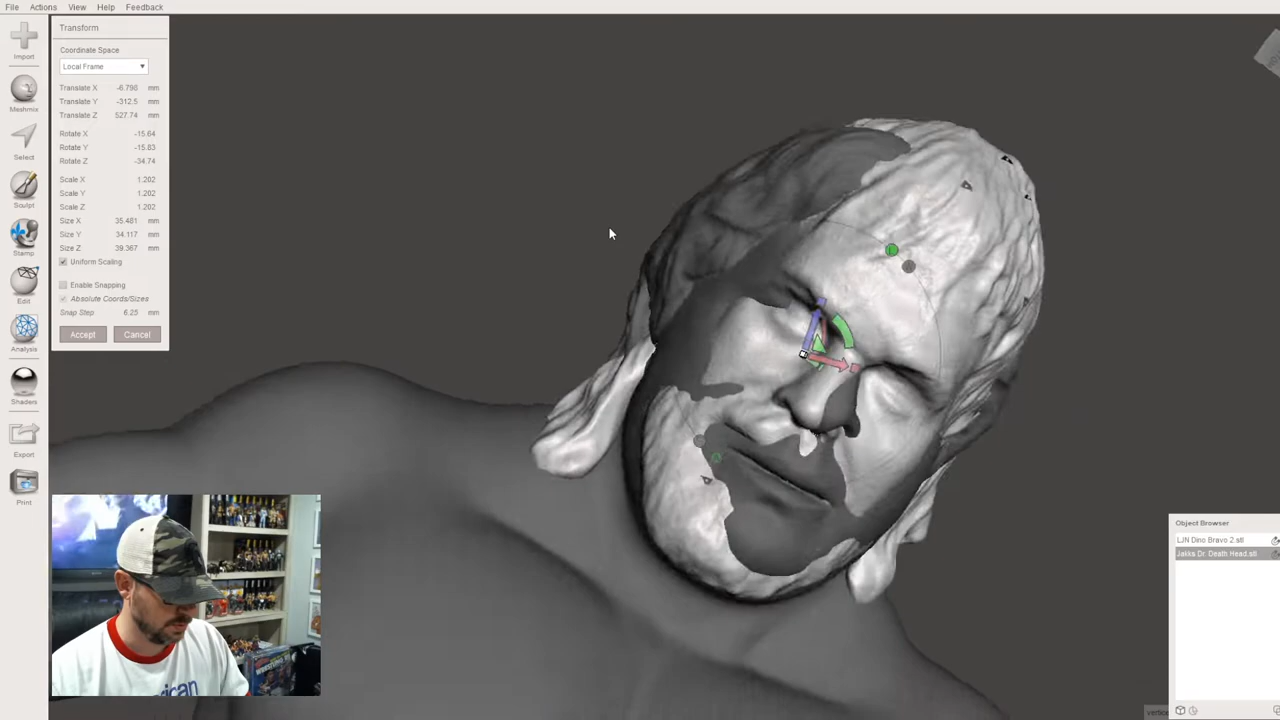 File Actions View Help Feedback
Import
Meshmix
Select
Sculpt
Stamp
Edit
Analysis
Shaders
Export
Print
Transform
Coordinate Space
Local Frame
Translate X -6.798 mm
Translate Y -312.5 mm
Translate Z 527.74 mm
Rotate X -15.64
Rotate Y -15.83
Rotate Z -34.74
Scale X 1.202
Scale Y 1.202
Scale Z 1.202
Size X 35.481 mm
Size Y 34.117 mm
Size Z 39.367 mm
Uniform Scaling
Enable Snapping
Absolute Coords/Sizes
Snap Step 6.25 mm
Accept Cancel
Object Browser
LJN Dino Bravo 2.stl
Jakks Dr. Death Head.stl